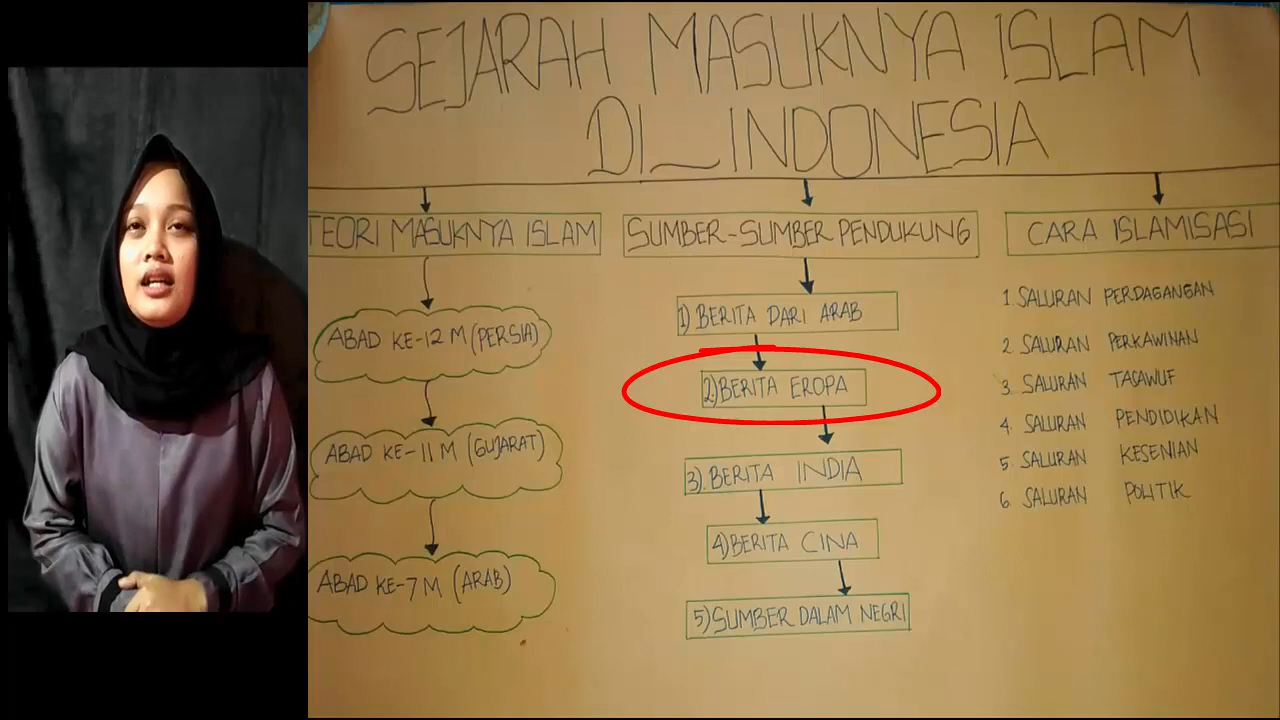 SEJARAH MASUKNYA ISLAM
DI_INDONESIA
TEORI MASUKNYA ISLAM
ABAD KE-12 M (PERSIA)
ABAD KE-11 M (GUJARAT)
ABAD KE-7 M (ARAB)
SUMBER-SUMBER PENDUKUNG
1) BERITA DARI ARAB
2) BERITA EROPA
3). BERITA INDIA
4) BERITA CINA
5) SUMBER DALAM NEGRI
CARA ISLAMISASI
1. SALURAN PERDAGANGAN
2 SALURAN PERKAWINAN
3 SALURAN TASAWUF
4 SALURAN PENDIDIKAN
5. SALURAN KESENIAN
6. SALURAN POLITIK